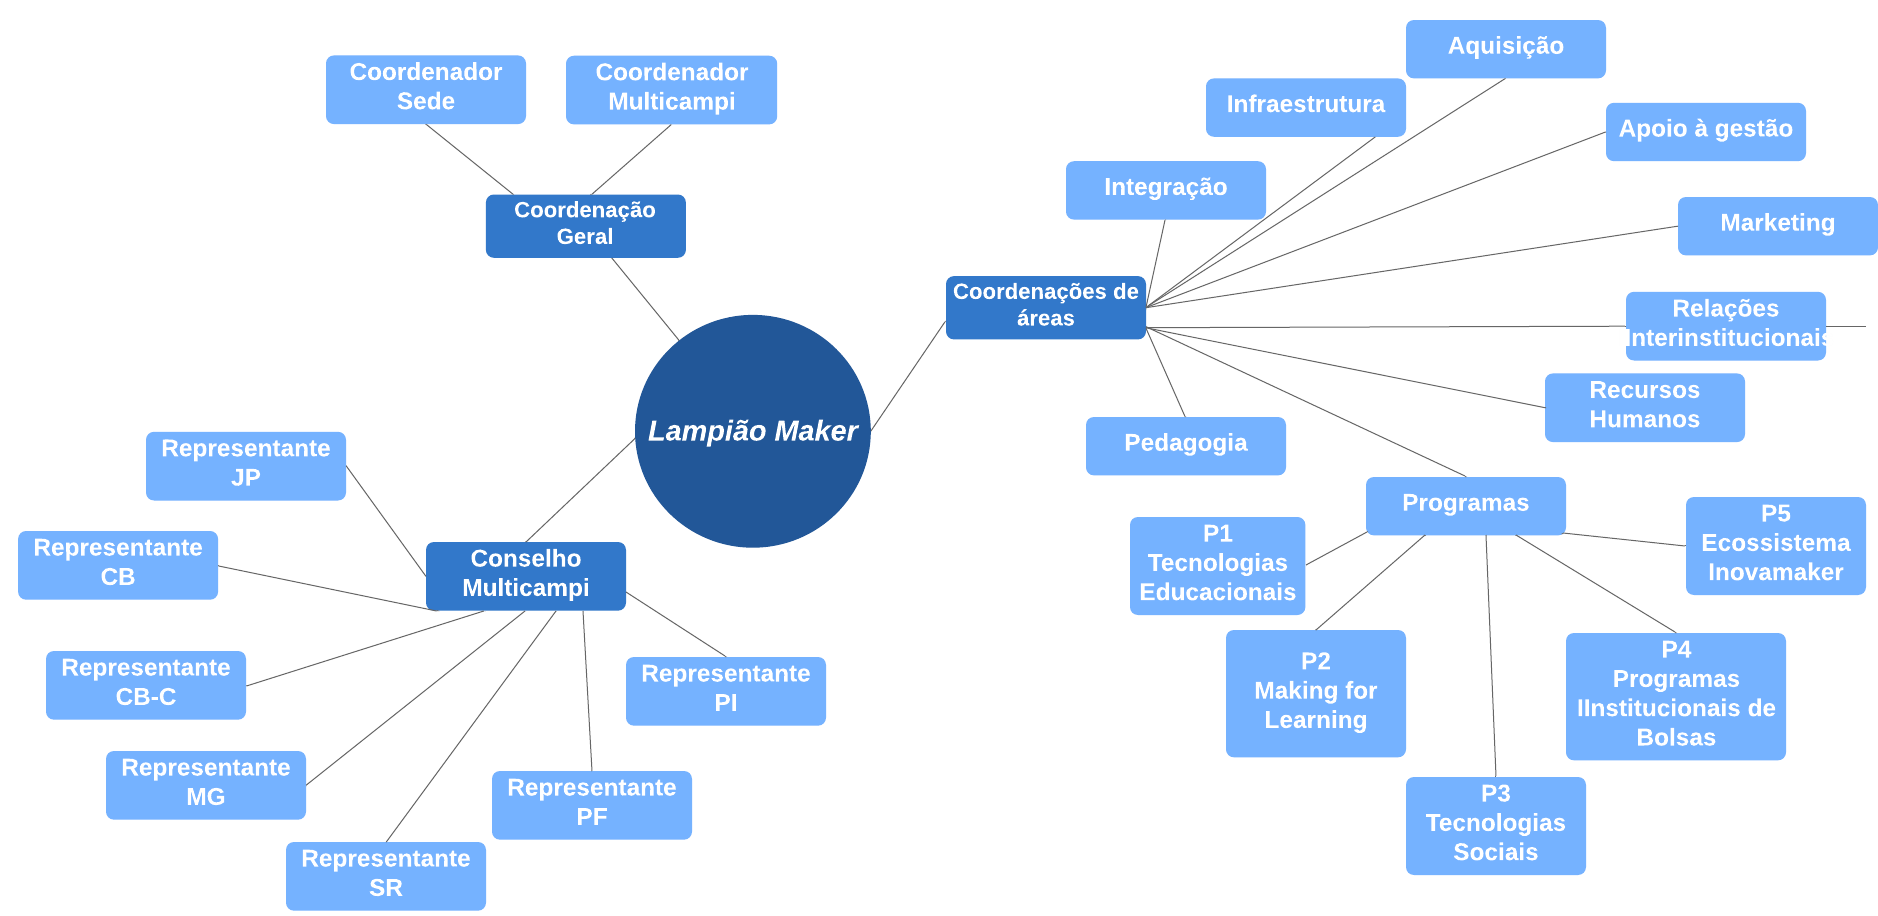 Coordenador
Sede
Coordenador
Multicampi
Coordenação
Geral
Lampião Maker
Aquisição
Infraestrutura
Apoio à gestão
Integração
Marketing
Coordenações de
áreas
Relações
Interinstitucionais
Recursos
Humanos
Pedagogia
Programas
P1
Tecnologias
Educacionais
P2
Making for
Learning
P3
Tecnologias
Sociais
P4
Programas
IInstitucionais de
Bolsas
P5
Ecossistema
Inovamaker
Conselho
Multicampi
Representante
JP
Representante
CB
Representante
CB-C
Representante
MG
Representante
SR
Representante
PF
Representante
PI